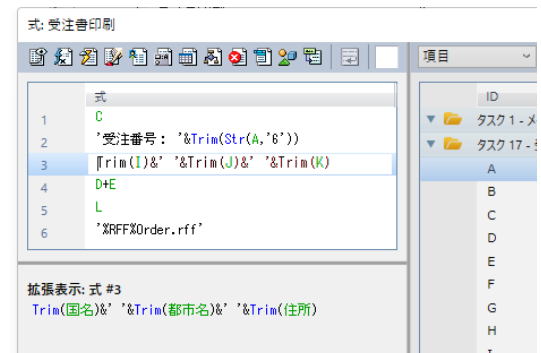 式: 受注書印刷
項目
式
ID
1 C
2 '受注番号: '&Trim(Str(A,'6'))
3 Trim(I)&' '&Trim(J)&' '&Trim(K)
4 D+E
5 L
6 '%RFF%Order.rff'
タスク 1 - メ
タスク 17 -
A
B
C
D
E
F
G
H
拡張表示: 式 #3
Trim(国名)&' '&Trim(都市名)&' '&Trim(住所)